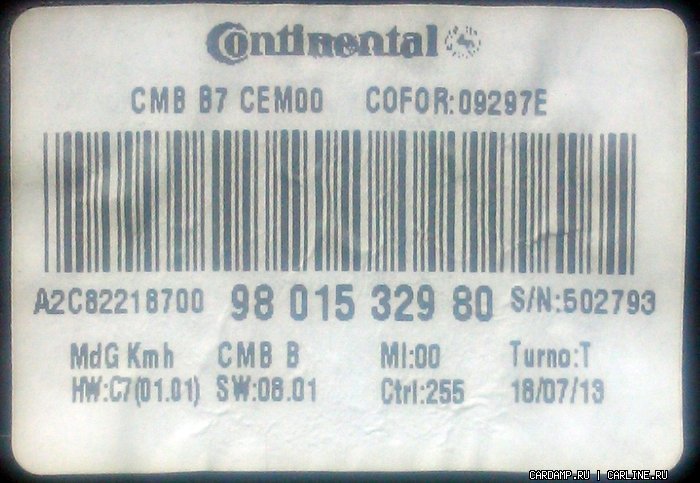 Continental
CMB B7 CEM00 COFOR:09297E
A2C82218700 98 015 329 80 S/N:502793
MdG Kmh CMB B MI:00 Turno:T
HW:C7(01.01) SW:08.01 Ctrl:255 18/07/13
CARDAMP.RU | CARLINE.RU